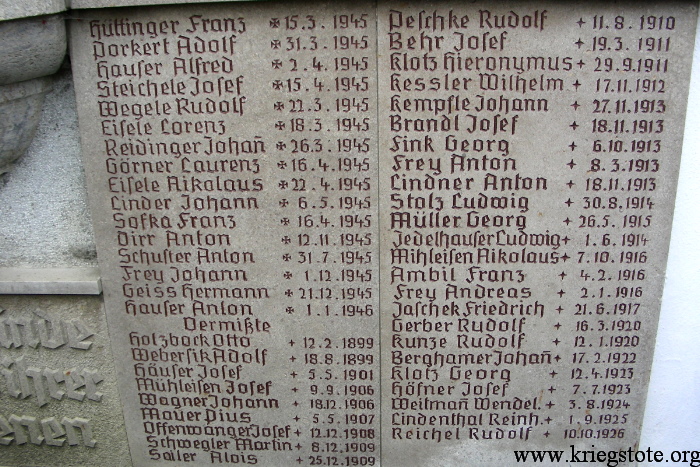 Hüttinger Franz ✠ 15.3. 1945
Dorkert Adolf ✠ 31.3. 1945
Hauser Alfred ✠ 2.4. 1945
Steichele Josef ✠ 15.4. 1945
Wegele Rudolf ✠ 22.3. 1945
Eisele Lorenz ✠ 18.3. 1945
Reidinger Johañ ✠ 26.3. 1945
Görner Laurenz ✠ 16.4. 1945
Eisele Nikolaus ✠ 22.4. 1945
Linder Johann ✠ 6.5. 1945
Sofka Franz ✠ 16.4. 1945
Dirr Anton ✠ 12.11. 1945
Schuster Anton ✠ 31.7. 1945
Frey Johann ✠ 1.12. 1945
Geiss Hermann ✠ 21.12. 1945
Hauser Anton ✠ 1.1. 1946
Vermißte
Holzbock Otto + 12.2. 1899
Webersik Adolf + 18.8. 1899
Häuser Josef + 5.5. 1901
Mühleisen Josef + 9.9. 1906
Wagner Johann + 18.12. 1906
Mauer Pius + 5.5. 1907
Offenwanger Josef + 12.12. 1908
Schwegler Martin + 8.12. 1909
Sailer Alois + 25.12. 1909
Peschke Rudolf + 11.8. 1910
Behr Josef + 19.3. 1911
Klotz Hieronymus + 29.9. 1911
Kessler Wilhelm + 17.11. 1912
Kempfle Johann + 27.11. 1913
Brandl Josef + 18.11. 1913
Fink Georg + 6.10. 1913
Frey Anton + 8.3. 1913
Lindner Anton + 18.11. 1913
Stolz Ludwig + 30.8. 1914
Müller Georg + 26.5. 1915
Jedelhauser Ludwig + 1.6. 1914
Mihleisen Nikolaus + 7.10. 1916
Ambil Franz + 4.2. 1916
Frey Andreas + 2.1. 1916
Jaschek Friedrich + 21.6. 1917
Gerber Rudolf + 16.3. 1920
Kunze Rudolf + 12.1. 1920
Berghamer Johañ + 17.2. 1922
Klotz Georg + 12.4. 1923
Höfner Josef + 7.7. 1923
Weitmañ Wendel. + 3.8. 1924
Lindenthal Reinh. + 1.9. 1925
Reichel Rudolf + 10.10. 1926
www.kriegstote.org